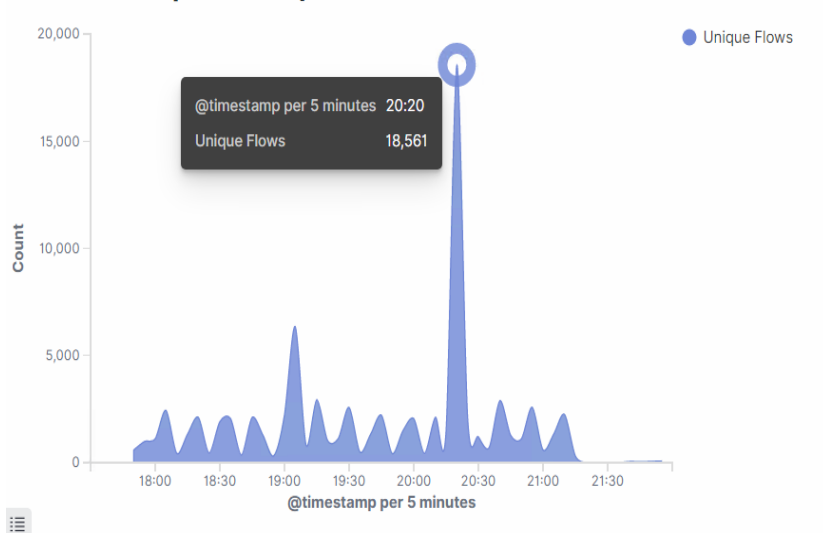 20,000
Unique Flows
@timestamp per 5 minutes 20:20
Unique Flows 18,561
15,000
10,000
5,000
0
Count
18:00 18:30 19:00 19:30 20:00 20:30 21:00 21:30
@timestamp per 5 minutes